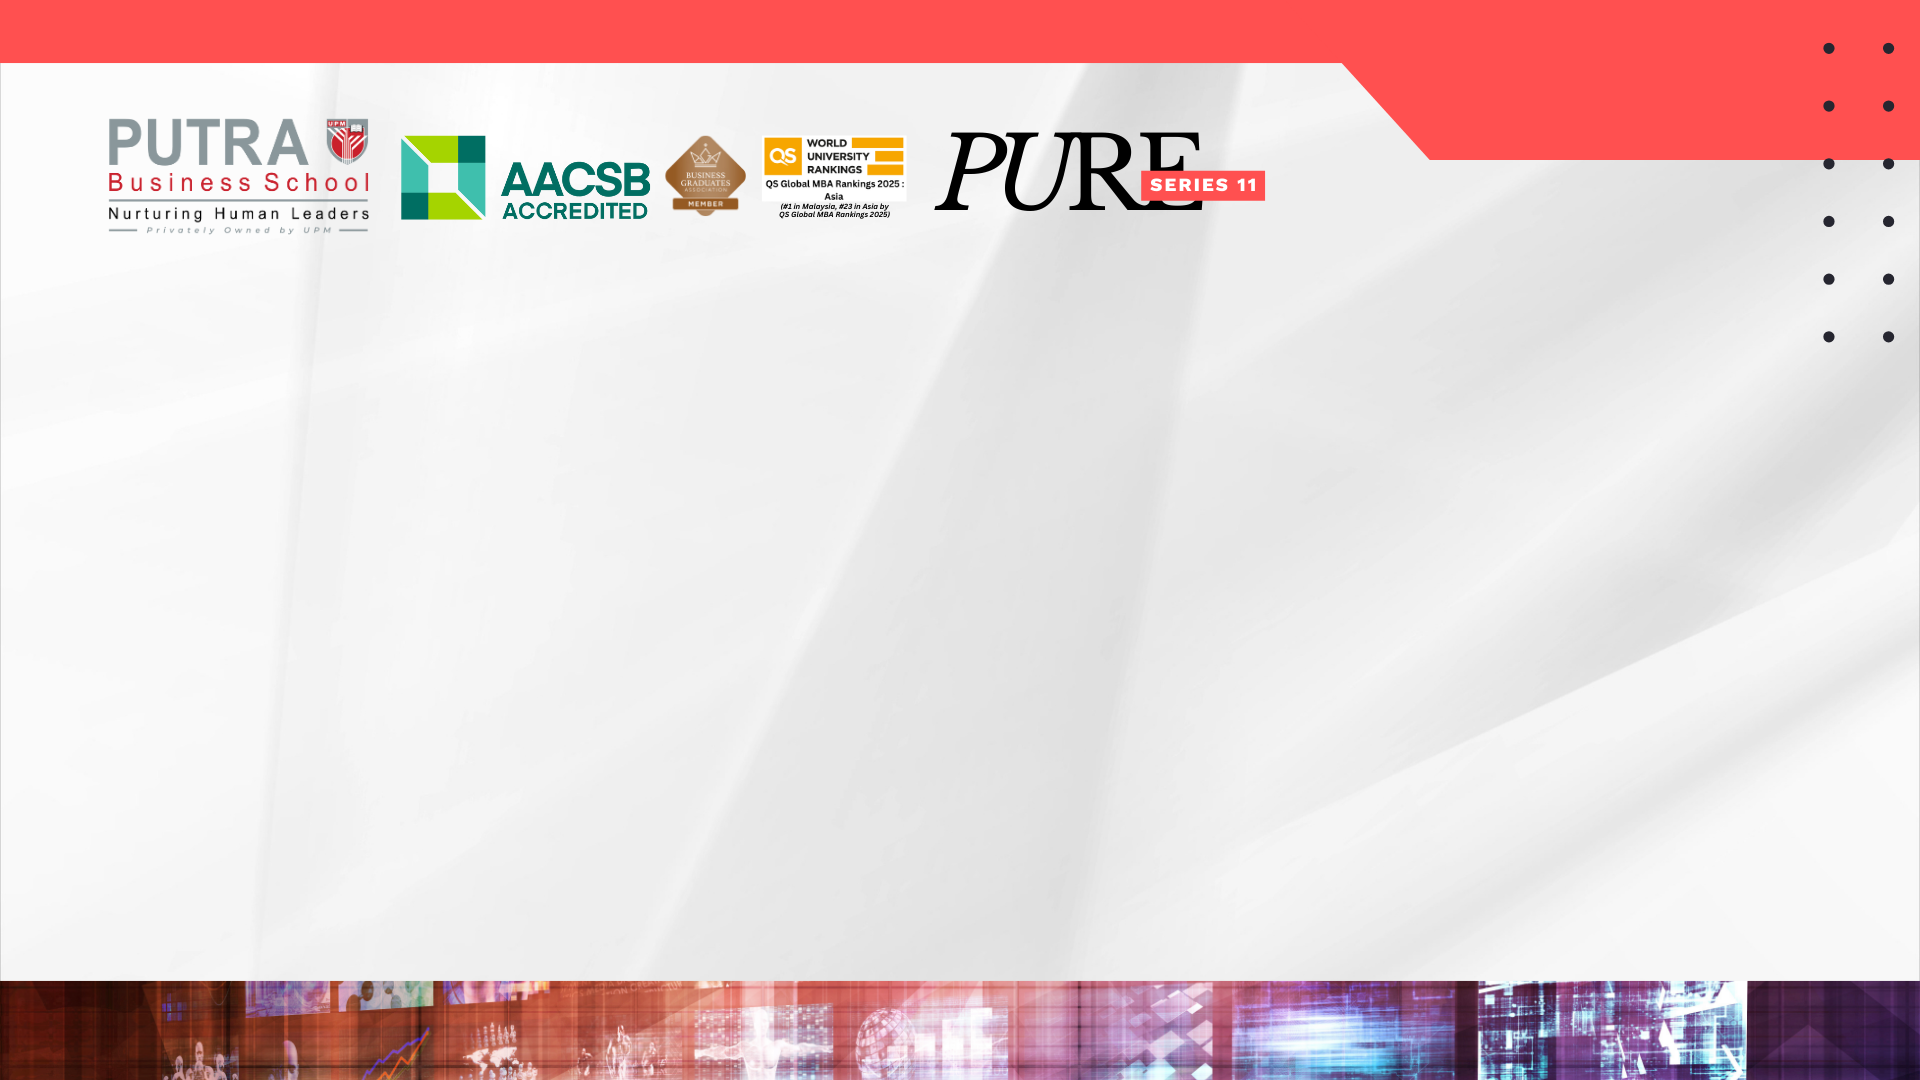 PUTRA
UPM
Business School
Nurturing Human Leaders
Privately Owned by UPM
AACSB
ACCREDITED
BUSINESS
GRADUATES
ASSOCIATION
MEMBER
QS
WORLD
UNIVERSITY
RANKINGS
QS Global MBA Rankings 2025 :
Asia
(#1 in Malaysia, #23 in Asia by
QS Global MBA Rankings 2025)
PURE
SERIES 11